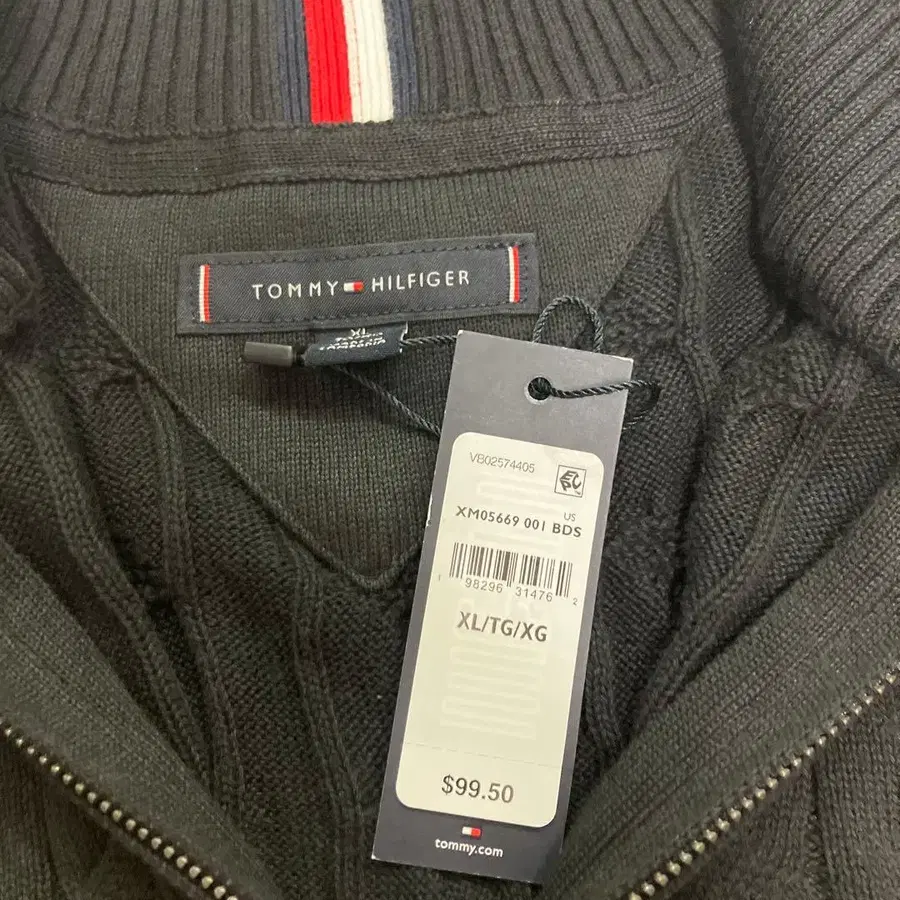 TOMMY HILFIGER
XL
VB02574405
EPC
US
XM05669 001 BDS
1 98296 31476 2
XL/TG/XG
$99.50
tommy.com